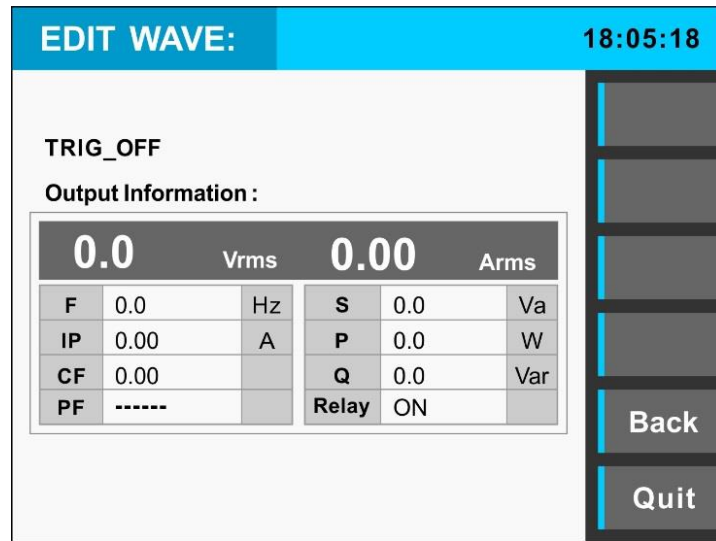 EDIT WAVE: 18:05:18
TRIG_OFF
Output Information :
0.0 Vrms 0.00 Arms
F 0.0 Hz S 0.0 Va
IP 0.00 A P 0.0 W
CF 0.00 Q 0.0 Var
PF ------ Relay ON
Back
Quit